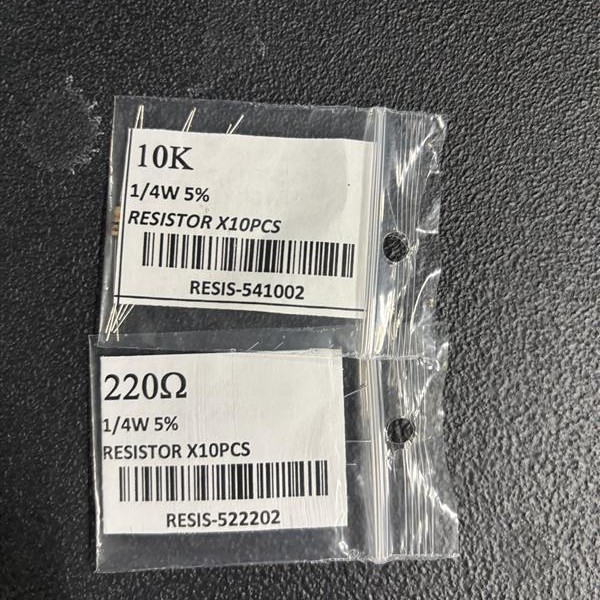 10K
1/4W 5%
RESISTOR X10PCS
RESIS-541002
220Ω
1/4W 5%
RESISTOR X10PCS
RESIS-522202